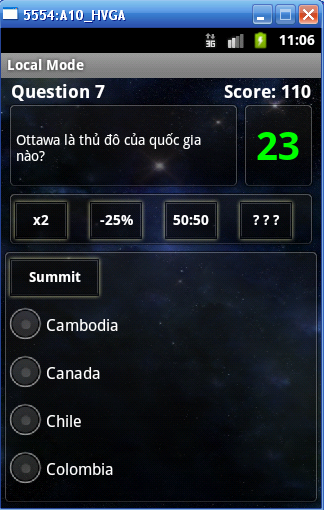 5554:A10_HVGA
3G 11:06
Local Mode
Question 7 Score: 110
Ottawa là thủ đô của quốc gia
nào?
23
x2 -25% 50:50 ? ? ?
Summit
Cambodia
Canada
Chile
Colombia